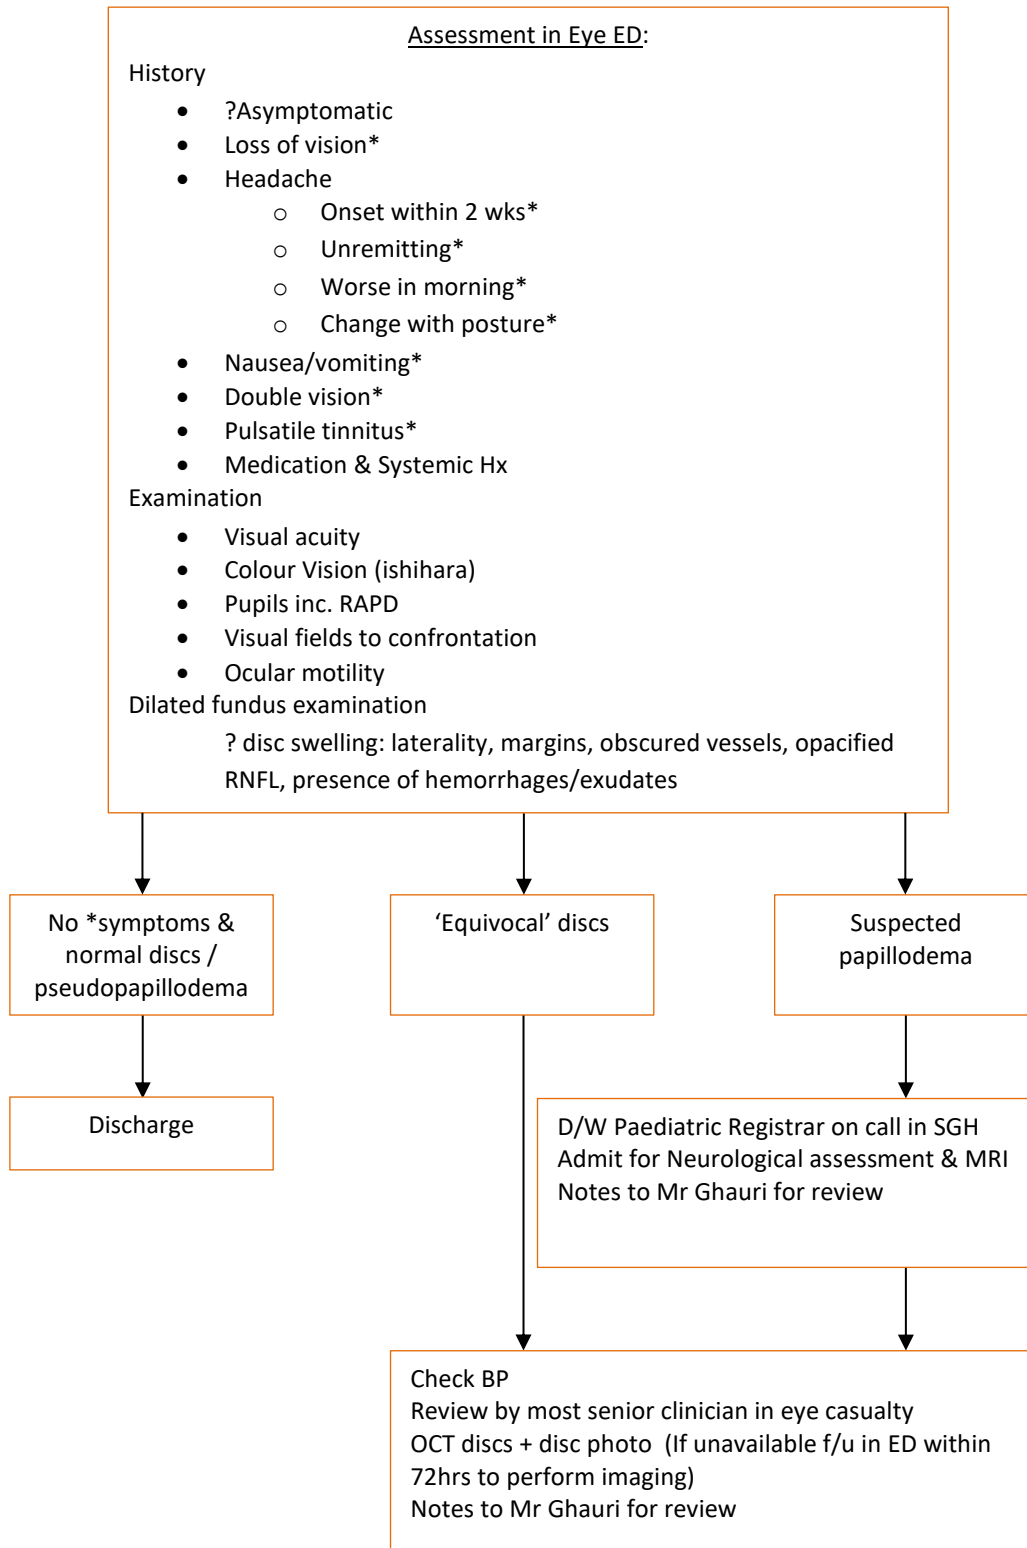 Assessment in Eye ED:
History
• ?Asymptomatic
• Loss of vision*
• Headache
o Onset within 2 wks*
o Unremitting*
o Worse in morning*
o Change with posture*
• Nausea/vomiting*
• Double vision*
• Pulsatile tinnitus*
• Medication & Systemic Hx
Examination
• Visual acuity
• Colour Vision (ishihara)
• Pupils inc. RAPD
• Visual fields to confrontation
• Ocular motility
Dilated fundus examination
? disc swelling: laterality, margins, obscured vessels, opacified
RNFL, presence of hemorrhages/exudates
No *symptoms &
normal discs /
pseudopapillodema
‘Equivocal’ discs
Suspected
papillodema
Discharge
D/W Paediatric Registrar on call in SGH
Admit for Neurological assessment & MRI
Notes to Mr Ghauri for review
Check BP
Review by most senior clinician in eye casualty
OCT discs + disc photo (If unavailable f/u in ED within
72hrs to perform imaging)
Notes to Mr Ghauri for review